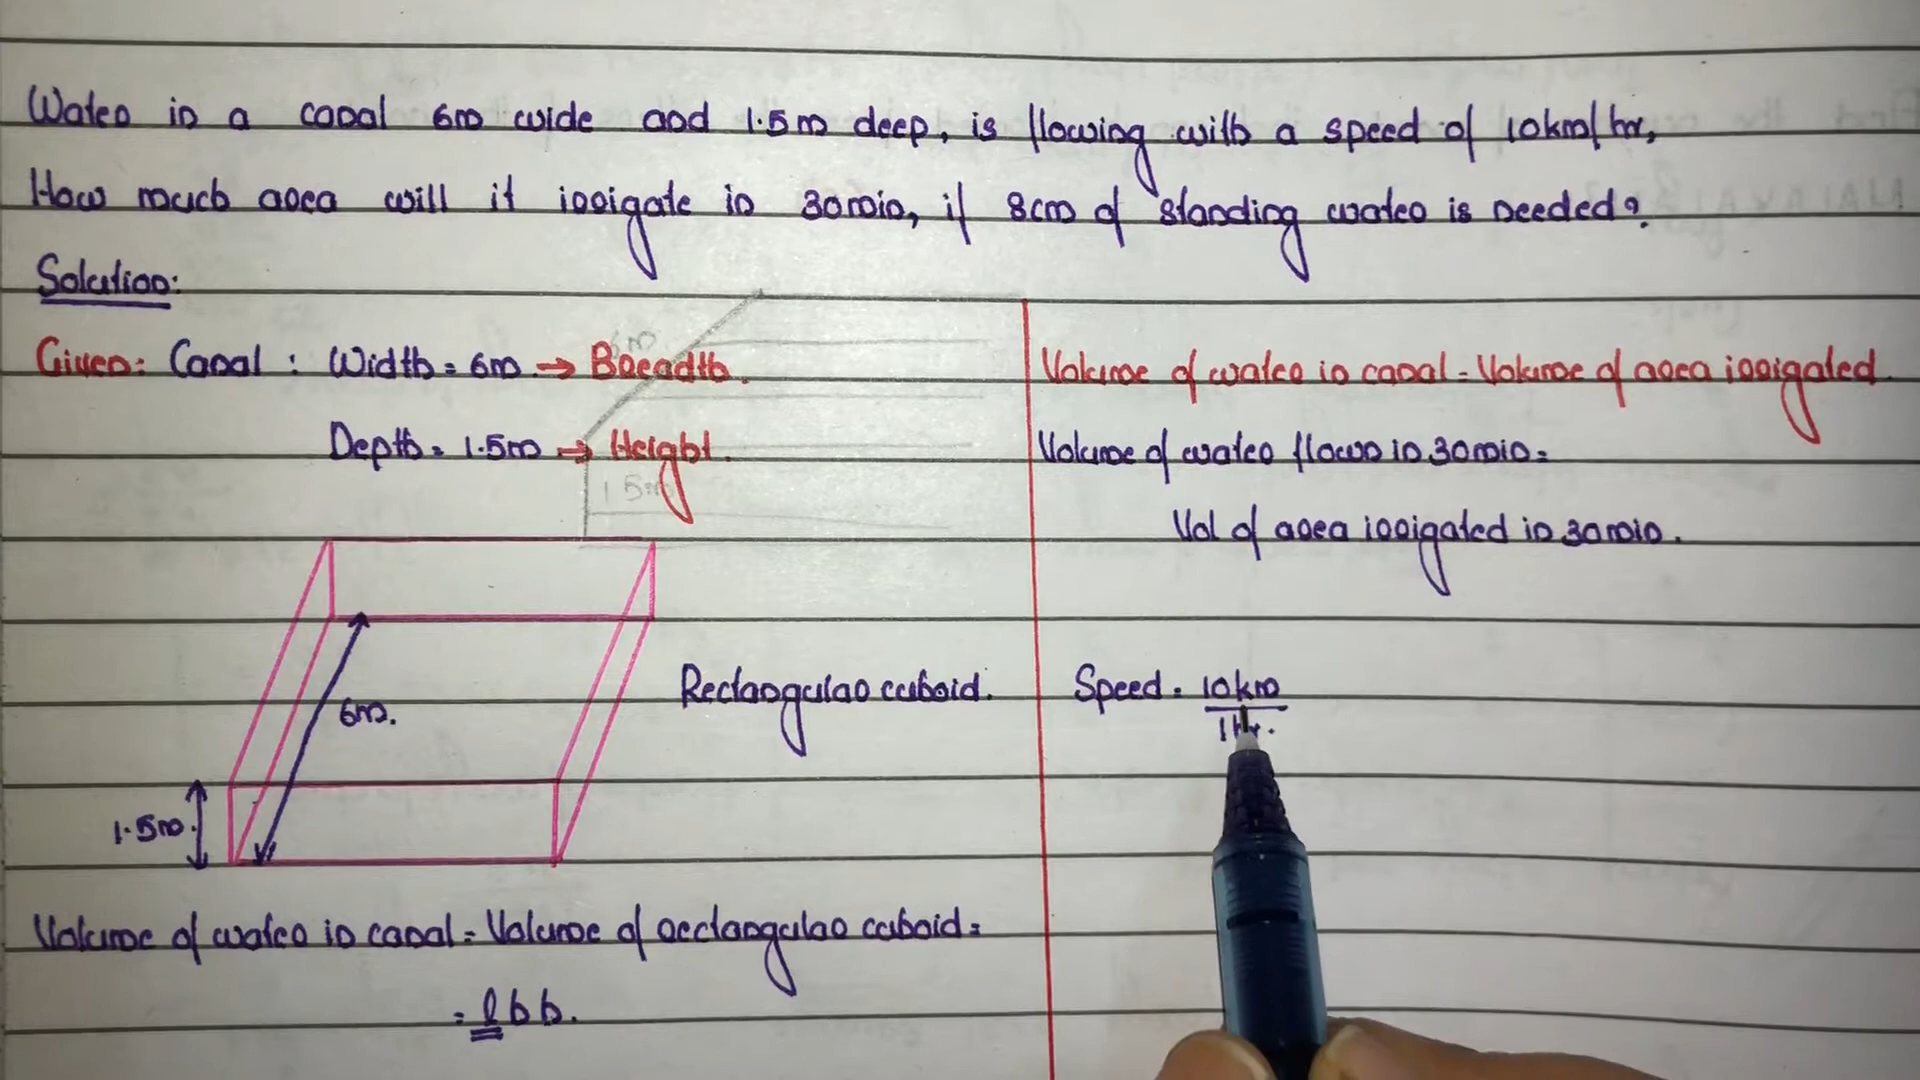 Water in a canal 6m wide and 1.5m deep, is flowing with a speed of 10km/hr,
How much area will it irrigate in 30min, if 8cm of standing water is needed?
Solution:
Given: Canal : Width = 6m → Breadth.
Depth = 1.5m → Height.
6m
1.5m
6m.
1.5m.
Rectangular cuboid.
Volume of water in canal = Volume of rectangular cuboid =
= lbh.
Volume of water in canal = Volume of area irrigated.
Volume of water flown in 30min =
Vol of area irrigated in 30min.
Speed = 10km
1Hr.